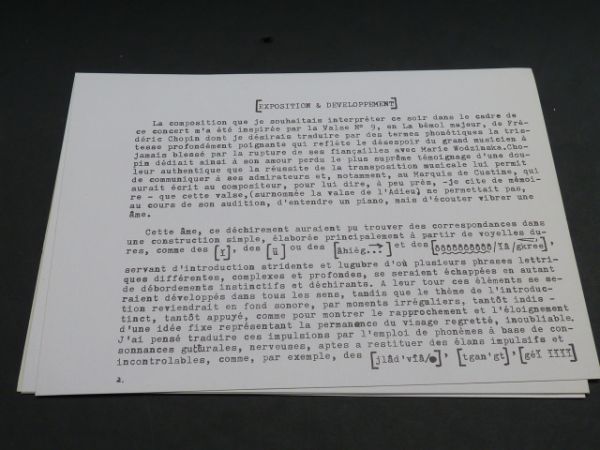 [EXPOSITION & DEVELOPPEMENT]
La composition que je souhaitais interpréter ce soir dans le cadre de
ce concert m'a été inspirée par la Valse N° 9, en La bémol majeur, de Fré-
déric Chopin dont je désirais traduire par des termes phonétiques la tris-
tesse profondément poignante qui reflète le désespoir du grand musicien à
jamais blessé par la rupture de ses fiançailles avec Marie Wodzinska.Cho-
pin dédiait ainsi à son amour perdu le plus suprême témoignage d'une dou-
leur authentique que la réussite de la transposition musicale lui permit
de communiquer à ses admirateurs et, notamment, au Marquis de Custine, qui
aurait écrit au compositeur, pour lui dire, à peu près, -je cite de mémoi-
re - que cette valse,(surnommée la valse de l'Adieu) ne permettait pas,
au cours de son audition, d'entendre un piano, mais d'écouter vibrer une
âme.
Cette Âme, ce déchirement auraient pu trouver des correspondances dans
une construction simple, élaborée principalement à partir de voyelles du-
res, comme des [ï], des [ü] ou des [âhièg...] et des
servant d'introduction stridente et lugubre d'où plusieurs phrases lettri-
ques différentes, complexes et profondes, se seraient échappées en autant
de débordements instinctifs et déchirants. A leur tour ces éléments se se-
raient développés dans tous les sens, tandis que le thème de l'introduc-
tion reviendrait en fond sonore, par moments irréguliers, tantôt indis -
tinct, tantôt appuyé, comme pour montrer le rapprochement et l'éloignement
d'une idée fixe représentant la permanence du visage regretté, inoubliable.
J'ai pensé traduire ces impulsions par l'emploi de phonèmes à base de con-
sonnances gutturales, nerveuses, aptes a restituer des élans impulsifs et
incontrolables, comme, par exemple, des [jlâd'vîâ/●], [tgan'gt],[géÏ ÏÏÏÏ]
2.